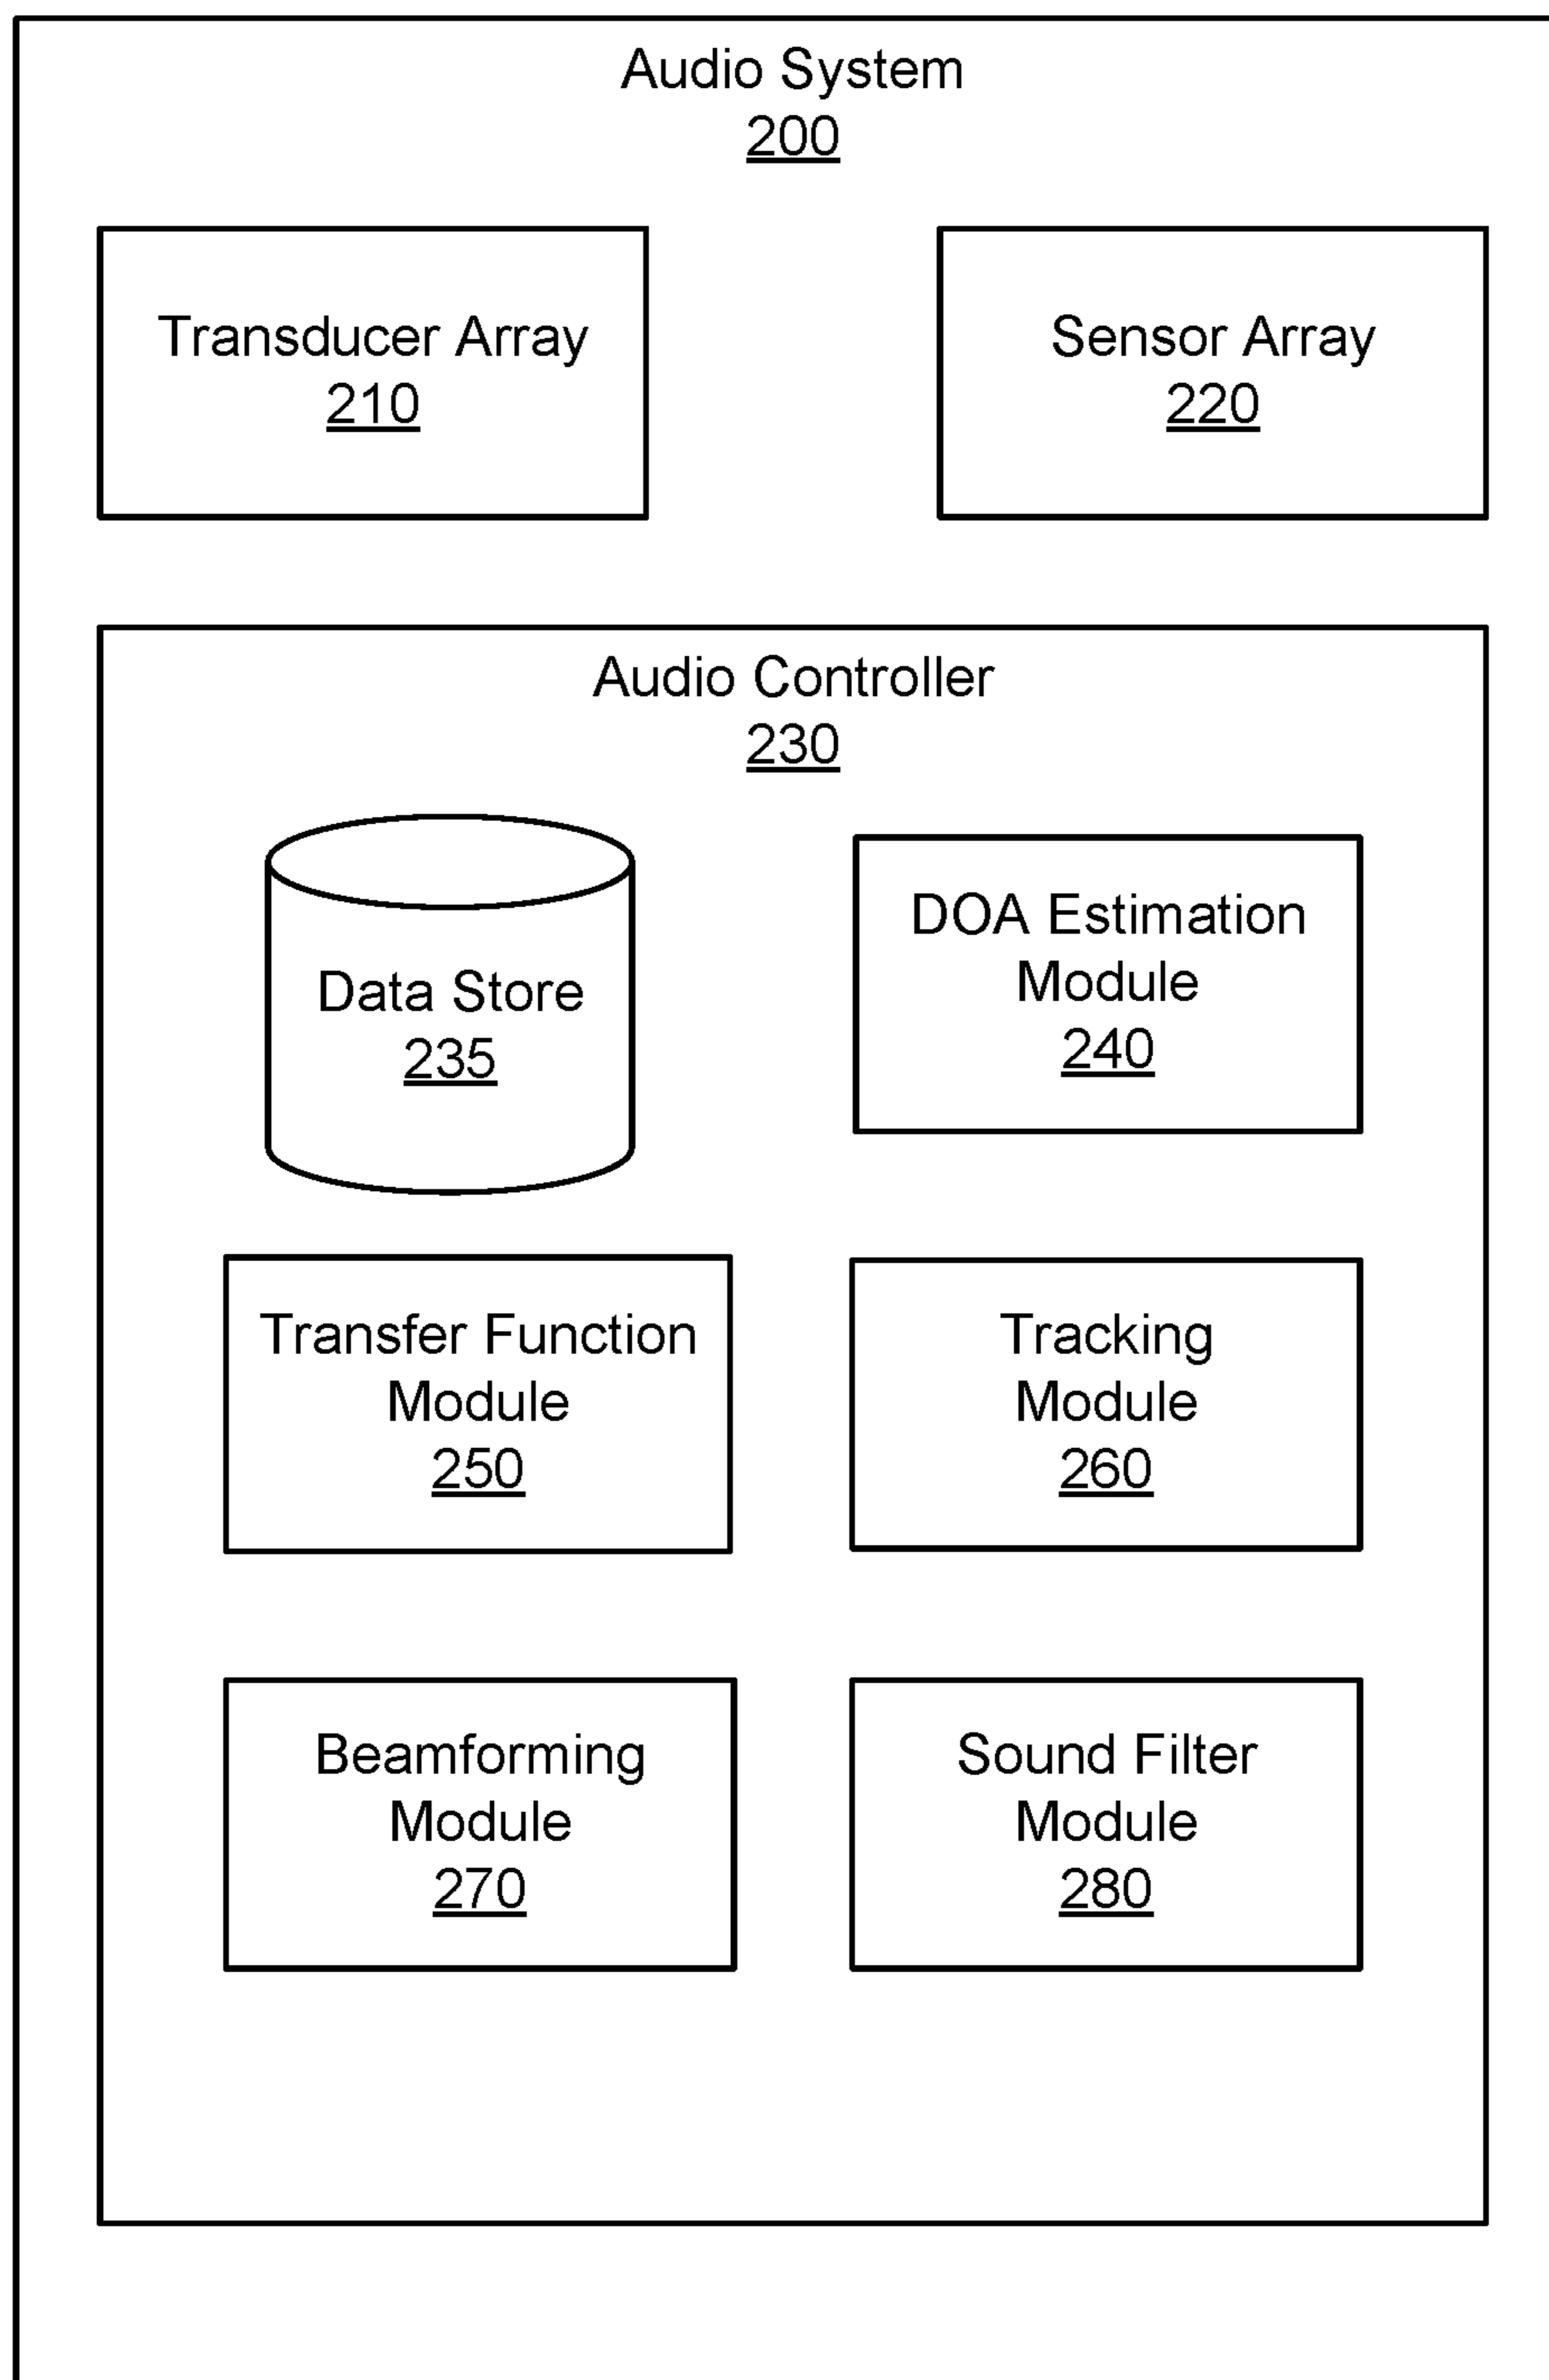 Audio System
200
Transducer Array
210
Sensor Array
220
Audio Controller
230
Data Store
235
DOA Estimation
Module
240
Transfer Function
Module
250
Tracking
Module
260
Beamforming
Module
270
Sound Filter
Module
280